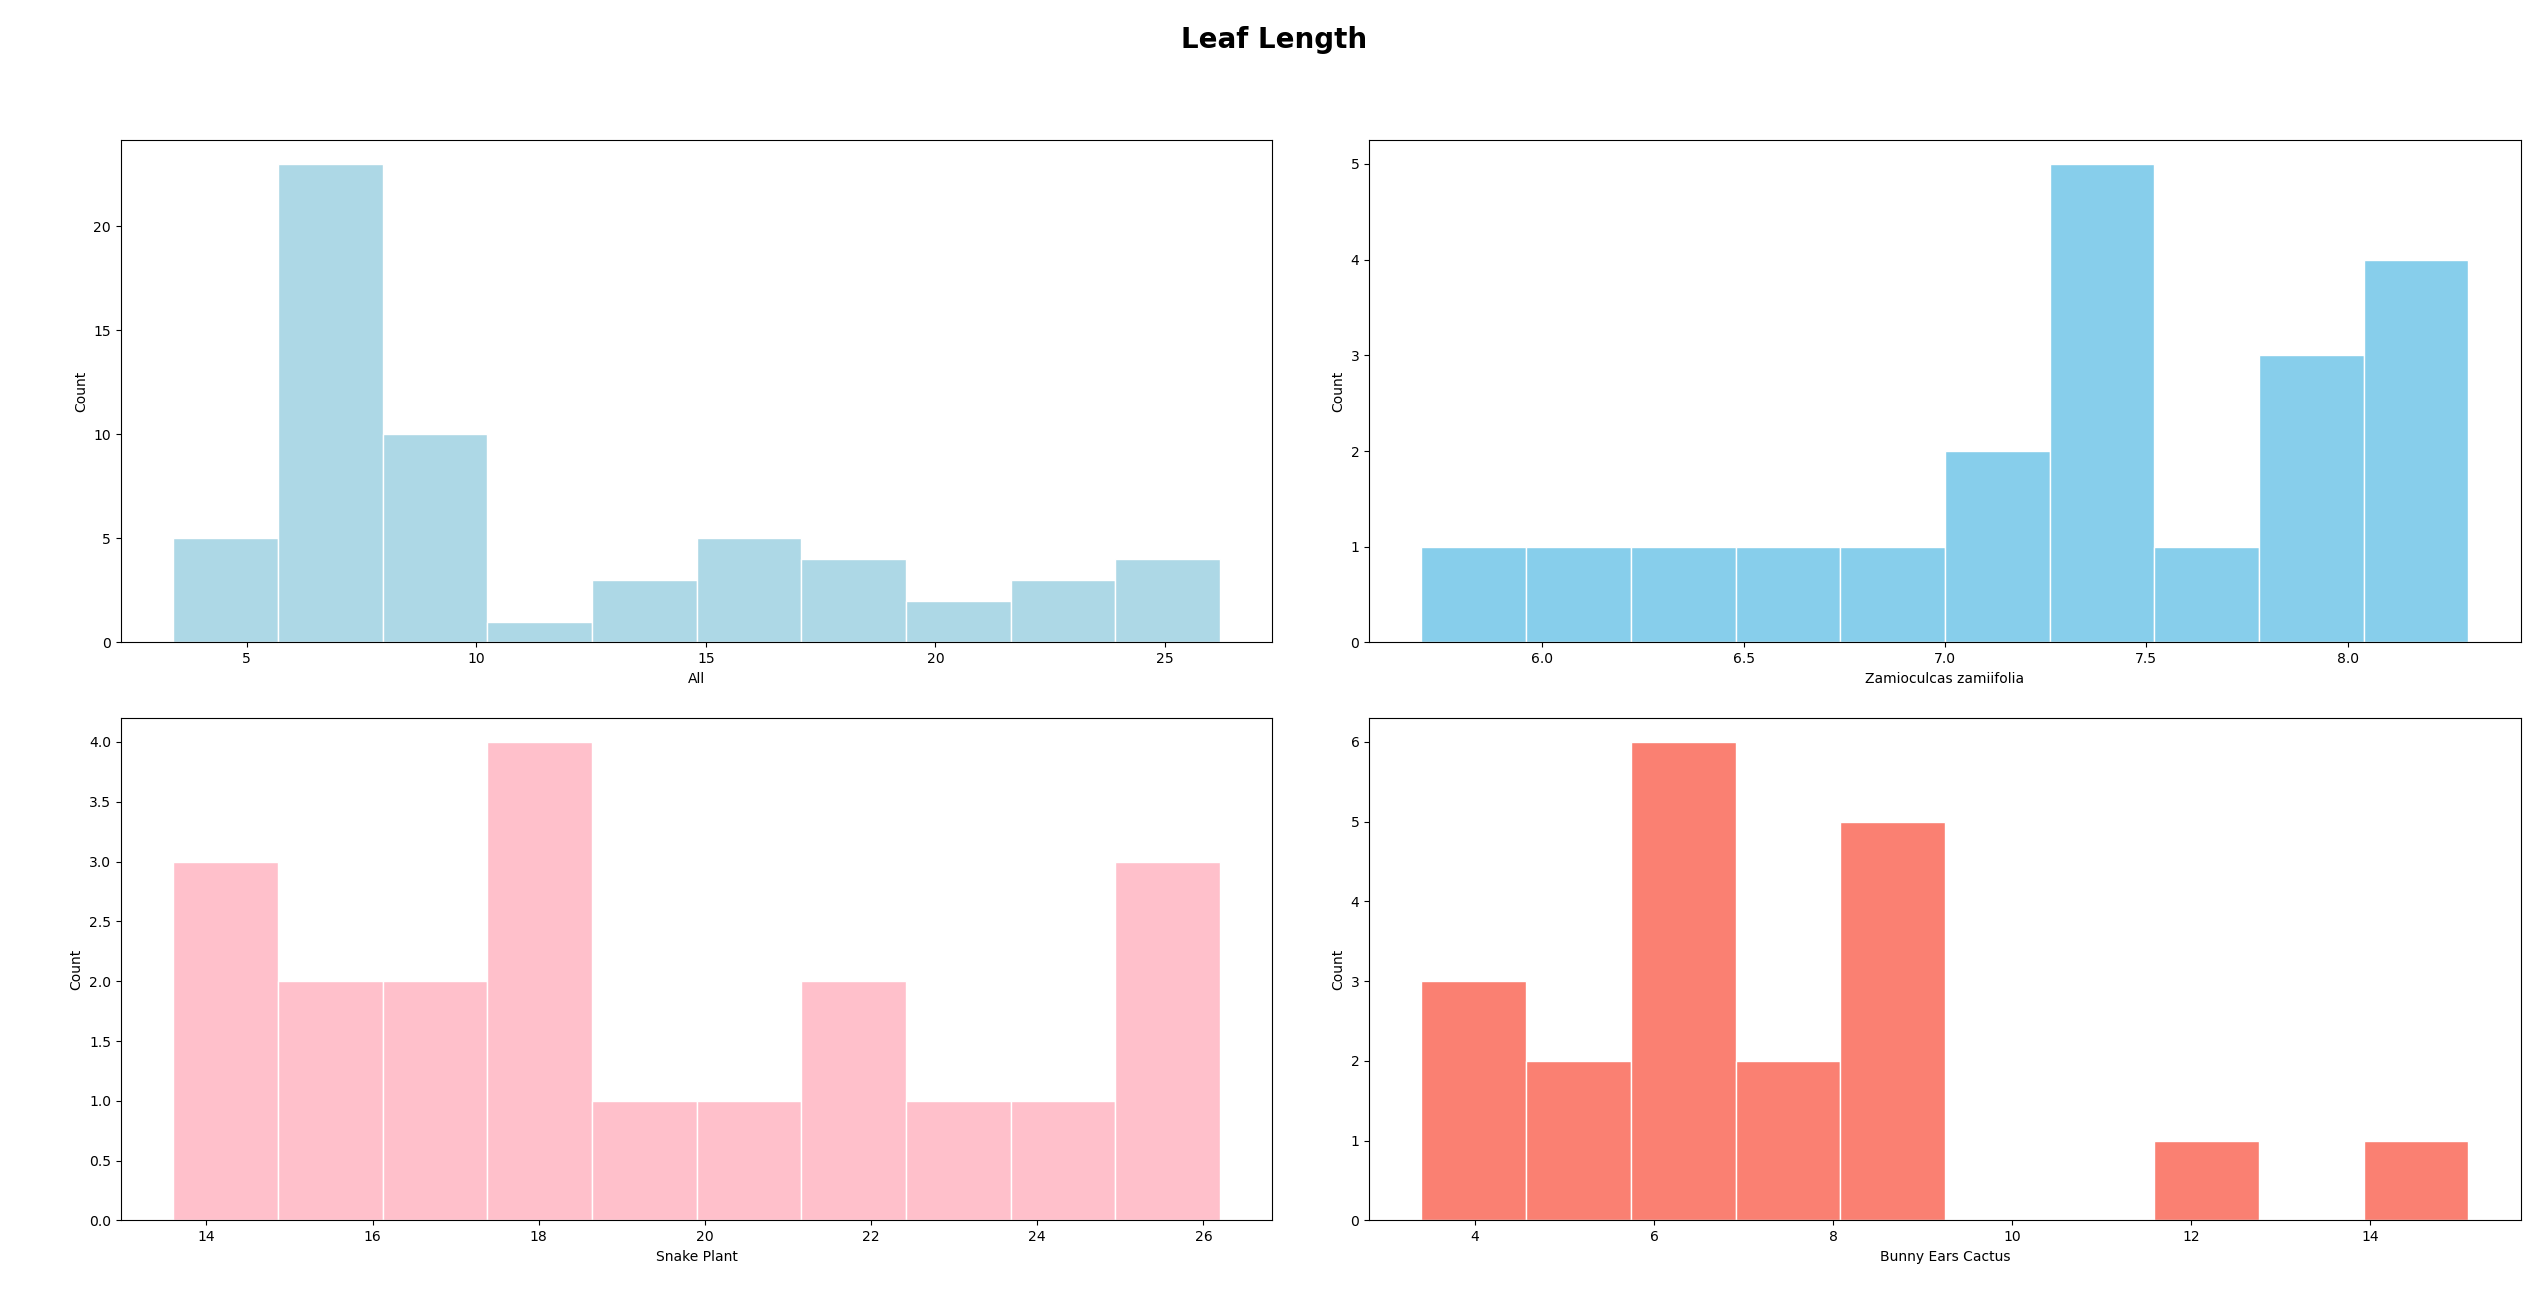 Leaf Length
Count
20
15
10
5
0
5 10 15 20 25
All
Count
5
4
3
2
1
0
6.0 6.5 7.0 7.5 8.0
Zamioculcas zamiifolia
Count
4.0
3.5
3.0
2.5
2.0
1.5
1.0
0.5
0.0
14 16 18 20 22 24 26
Snake Plant
Count
6
5
4
3
2
1
0
4 6 8 10 12 14
Bunny Ears Cactus